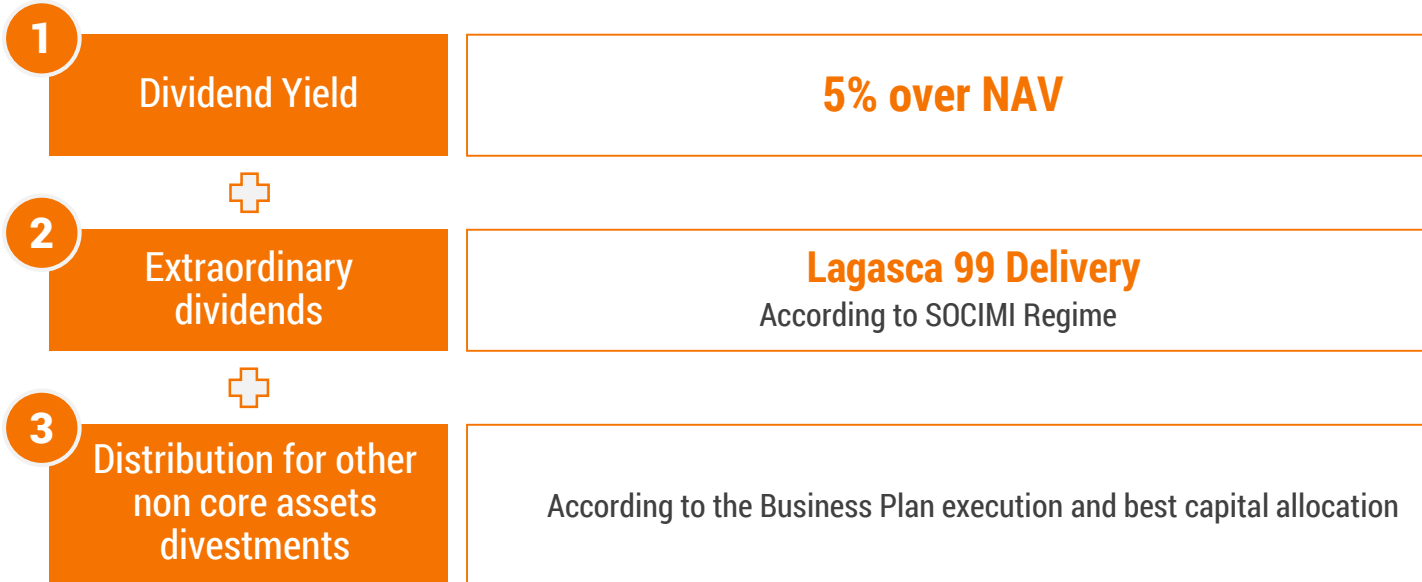 1
Dividend Yield
5% over NAV
2
Extraordinary
dividends
Lagasca 99 Delivery
According to SOCIMI Regime
3
Distribution for other
non core assets
divestments
According to the Business Plan execution and best capital allocation